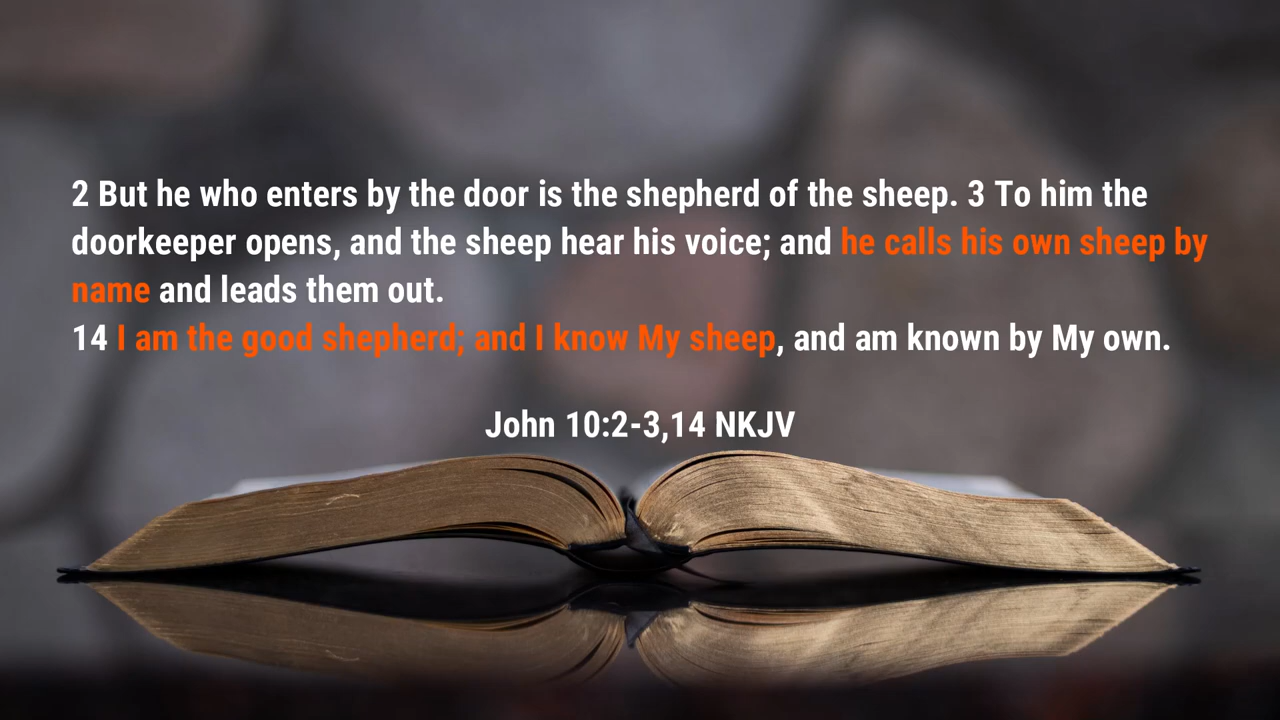 2 But he who enters by the door is the shepherd of the sheep. 3 To him the
doorkeeper opens, and the sheep hear his voice; and he calls his own sheep by
name and leads them out.
14 I am the good shepherd; and I know My sheep, and am known by My own.
John 10:2-3,14 NKJV